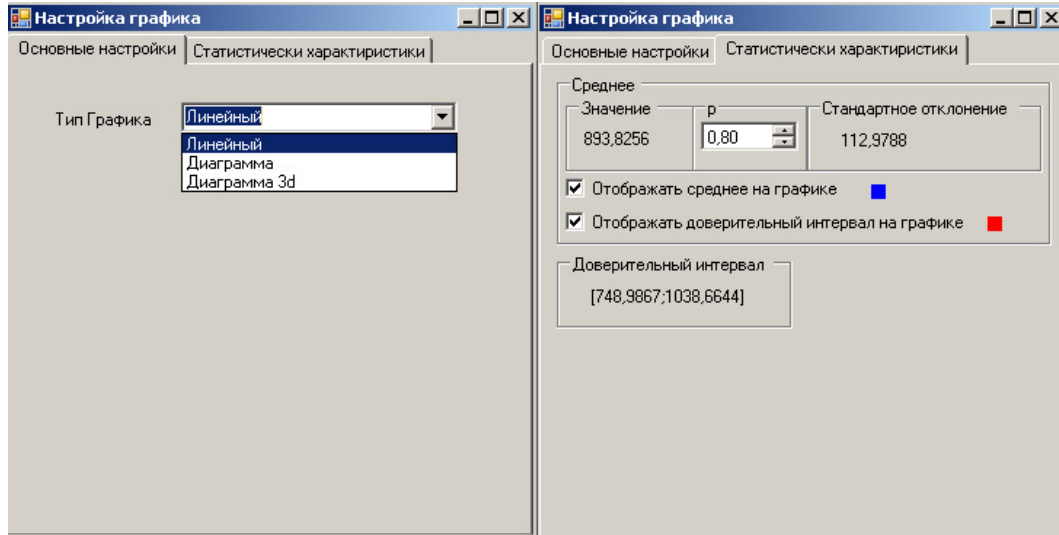 Настройка графика
Основные настройки
Статистически характиристики
Тип Графика
Линейный
Линейный
Диаграмма
Диаграмма 3d
Настройка графика
Основные настройки
Статистически характиристики
Среднее
Значение
p
Стандартное отклонение
893,8256
0,80
112,9788
Отображать среднее на графике
Отображать доверительный интервал на графике
Доверительный интервал
[748,9867;1038,6644]